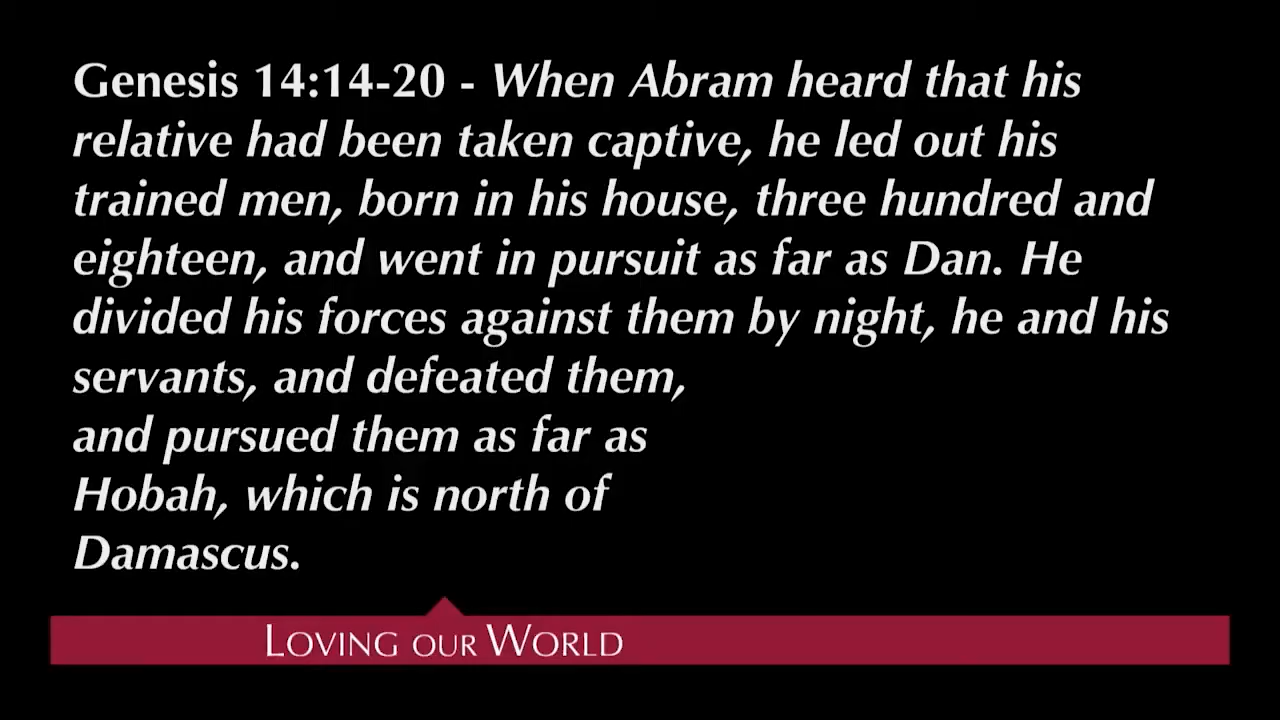 Genesis 14:14-20 - When Abram heard that his
relative had been taken captive, he led out his
trained men, born in his house, three hundred and
eighteen, and went in pursuit as far as Dan. He
divided his forces against them by night, he and his
servants, and defeated them,
and pursued them as far as
Hobah, which is north of
Damascus.
Loving our World